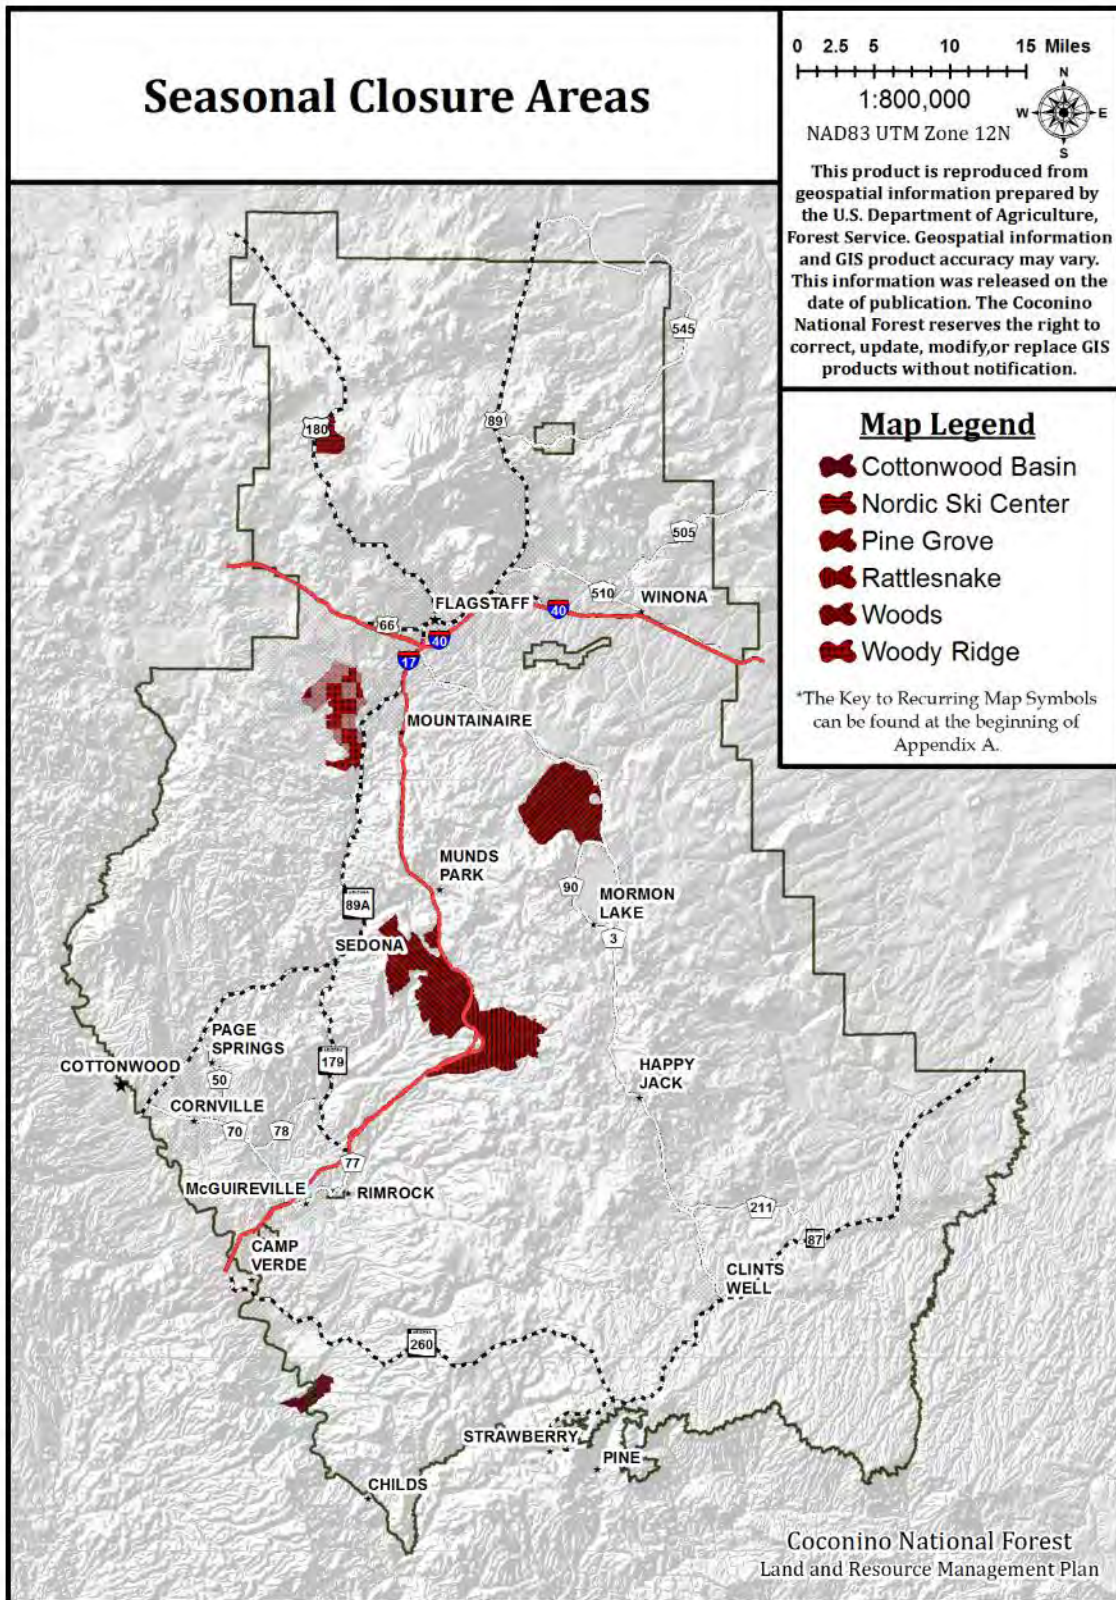 Seasonal Closure Areas
0 2.5 5 10 15 Miles
1:800,000
NAD83 UTM Zone 12N
N
W E
S
This product is reproduced from
geospatial information prepared by
the U.S. Department of Agriculture,
Forest Service. Geospatial information
and GIS product accuracy may vary.
This information was released on the
date of publication. The Coconino
National Forest reserves the right to
correct, update, modify,or replace GIS
products without notification.
Map Legend
Cottonwood Basin
Nordic Ski Center
Pine Grove
Rattlesnake
Woods
Woody Ridge
*The Key to Recurring Map Symbols
can be found at the beginning of
Appendix A.
545
180
89
505
510
WINONA
FLAGSTAFF
40
66
40
17
MOUNTAINAIRE
MUNDS
PARK
90
MORMON
LAKE
89A
3
SEDONA
PAGE
SPRINGS
179
COTTONWOOD
50
HAPPY
JACK
CORNVILLE
70
78
77
McGUIREVILLE
RIMROCK
211
87
CAMP
VERDE
CLINTS
WELL
260
STRAWBERRY
PINE
CHILDS
Coconino National Forest
Land and Resource Management Plan